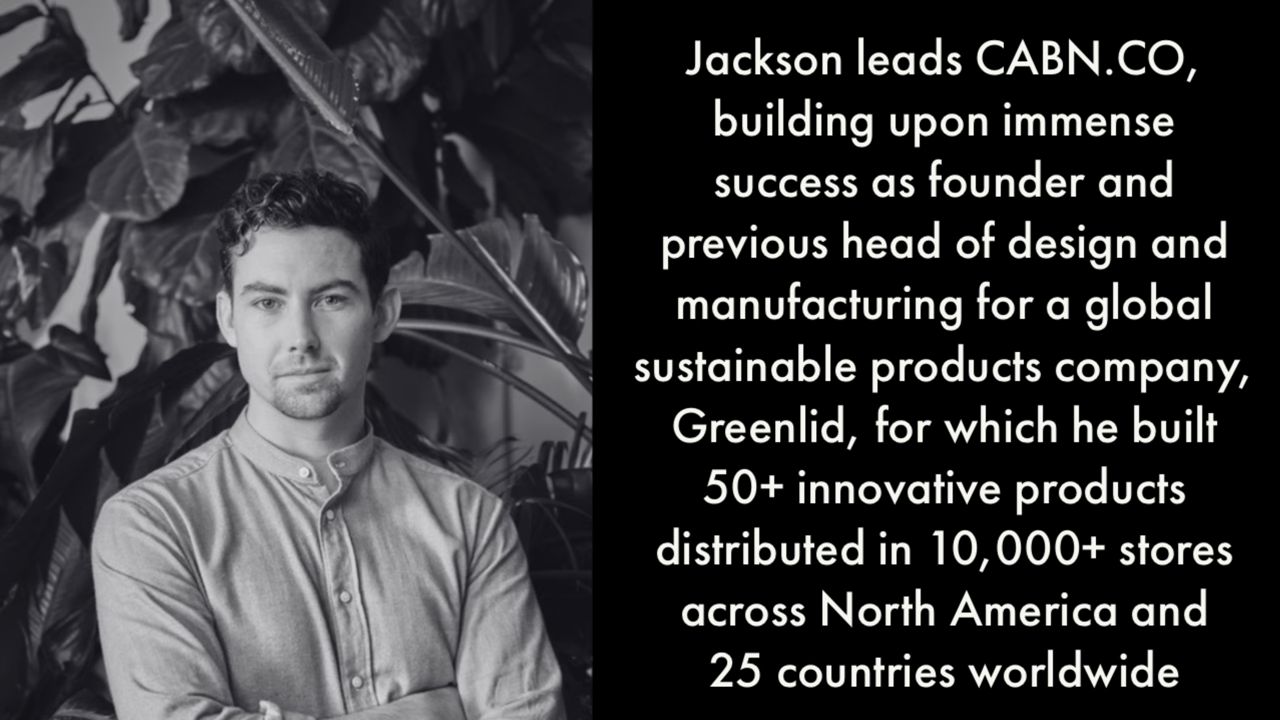 Jackson leads CABN.CO,
building upon immense
success as founder and
previous head of design and
manufacturing for a global
sustainable products company,
Greenlid, for which he built
50+ innovative products
distributed in 10,000+ stores
across North America and
25 countries worldwide